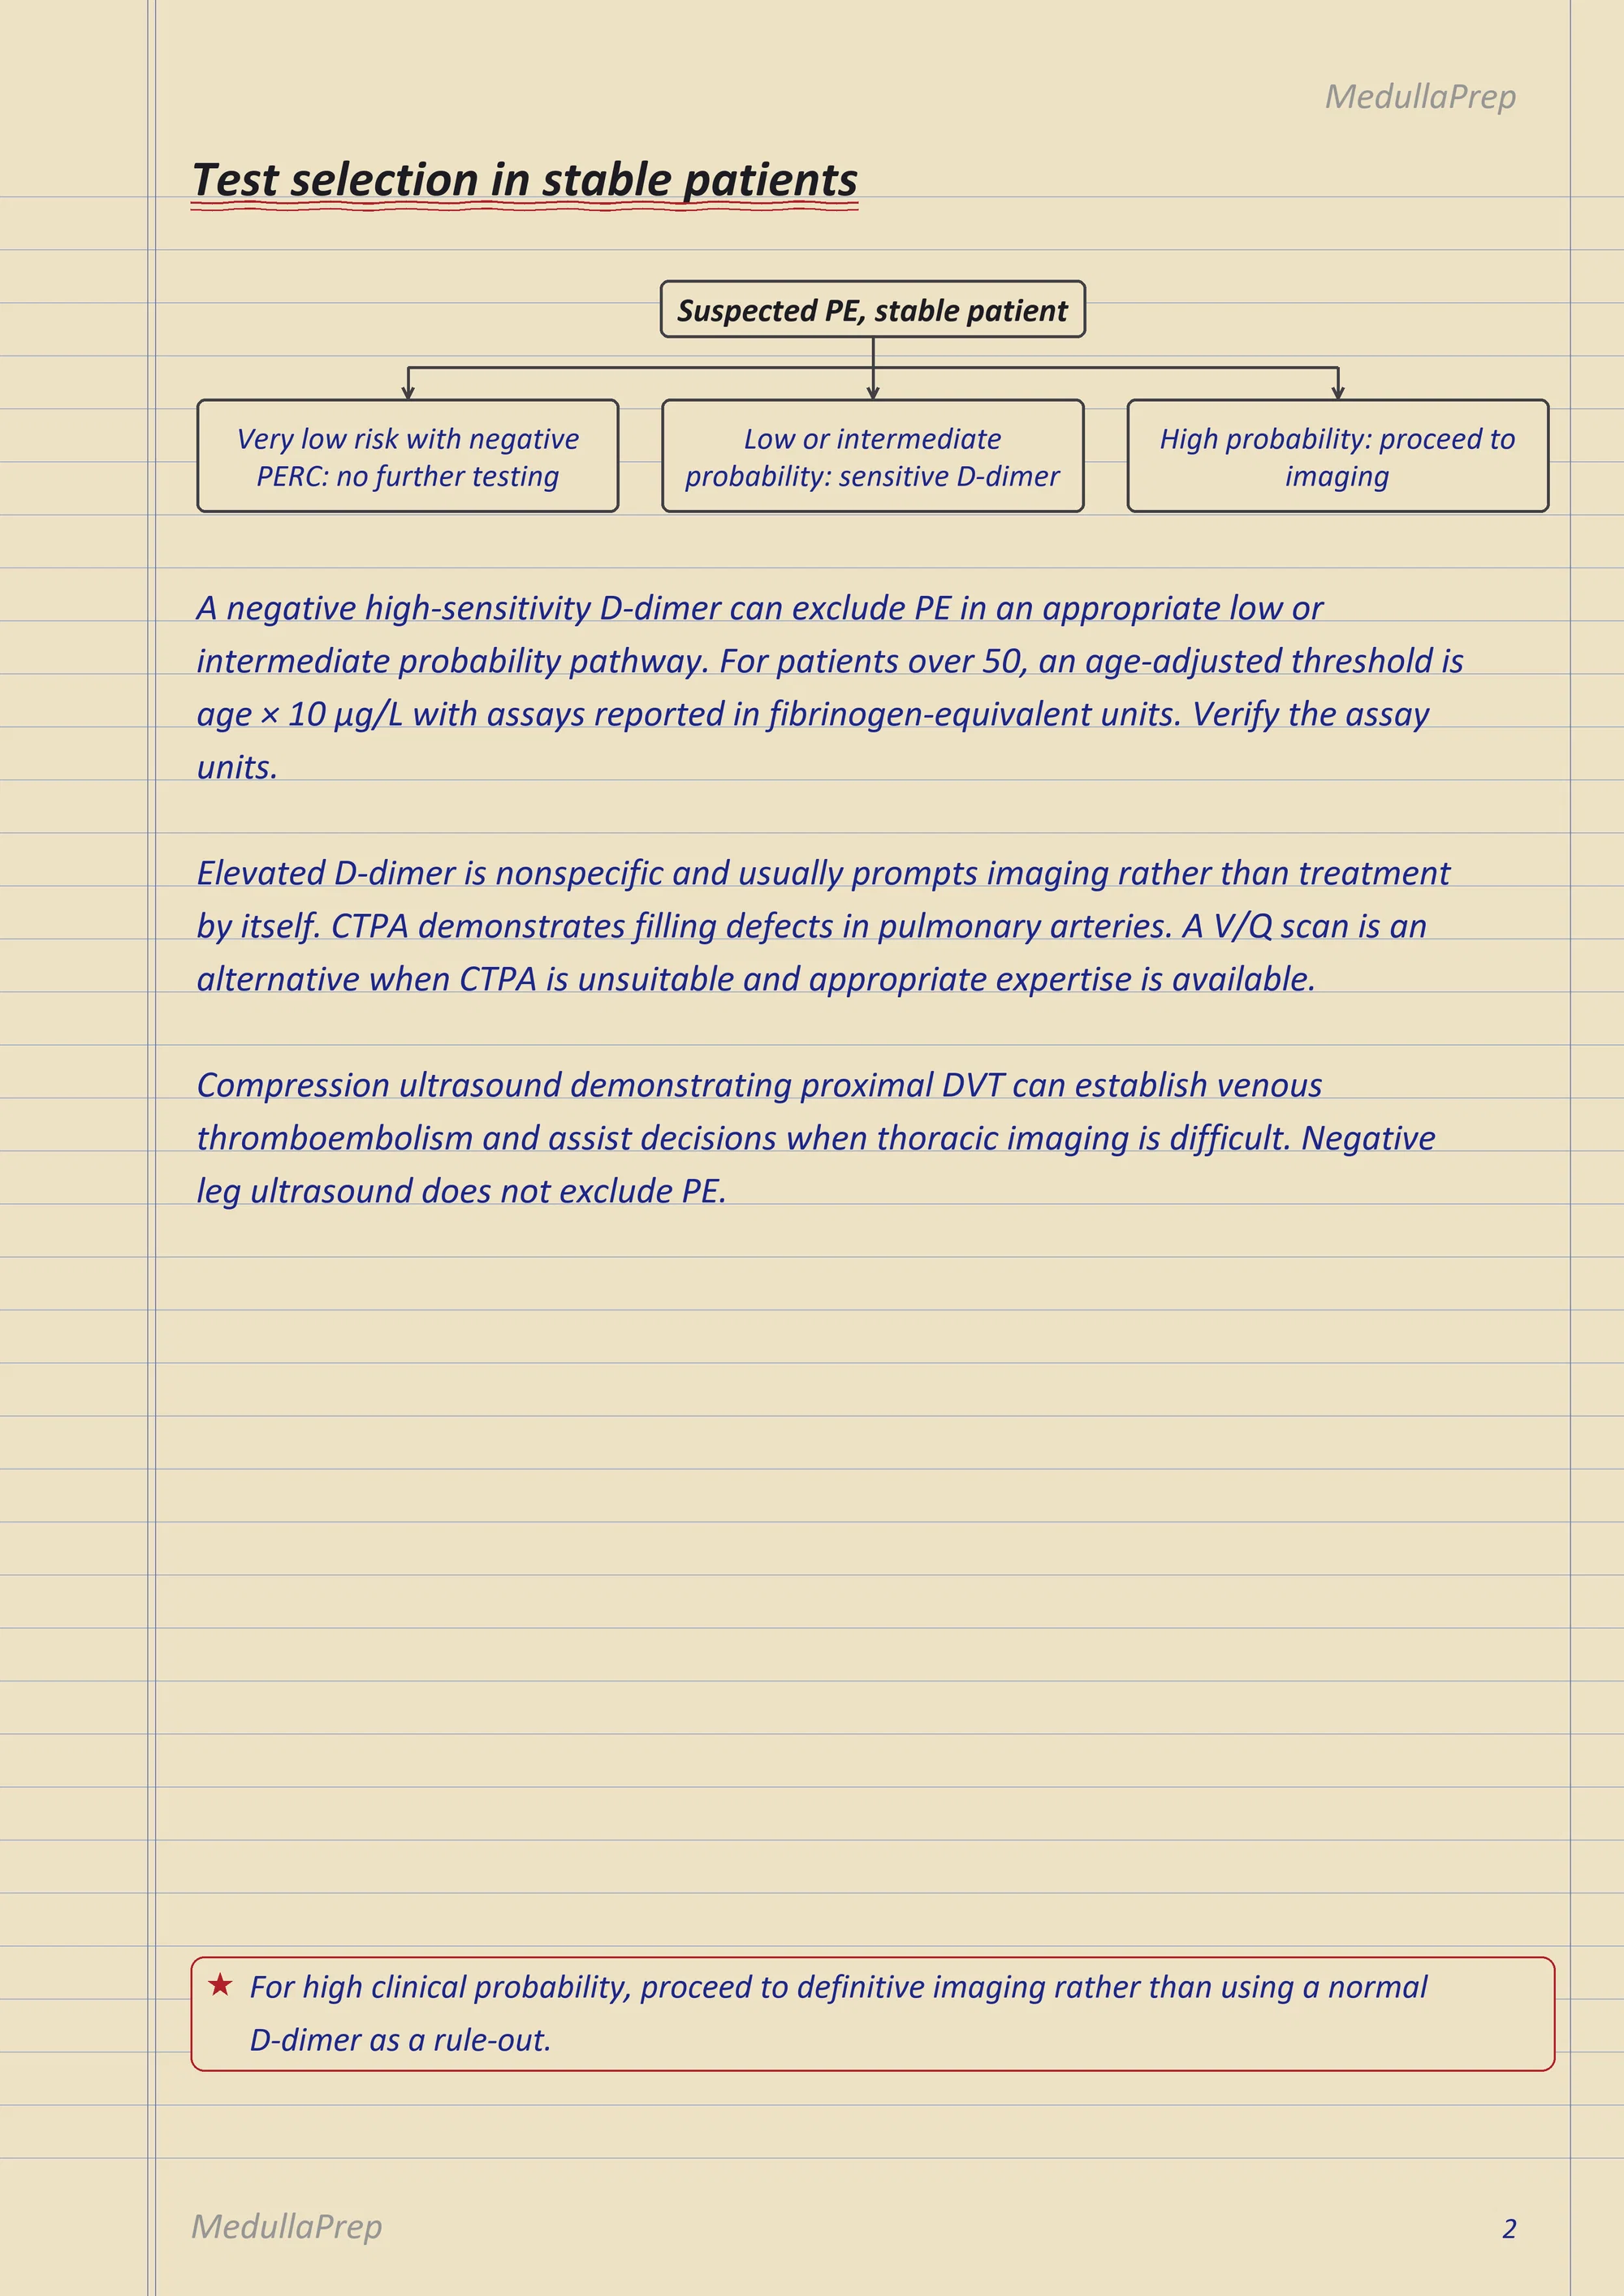 MedullaPrep
Test selection in stable patients
Suspected PE, stable patient
Very low risk with negative
PERC: no further testing
Low or intermediate
probability: sensitive D-dimer
High probability: proceed to
imaging
A negative high-sensitivity D-dimer can exclude PE in an appropriate low or
intermediate probability pathway. For patients over 50, an age-adjusted threshold is
age × 10 µg/L with assays reported in fibrinogen-equivalent units. Verify the assay
units.
Elevated D-dimer is nonspecific and usually prompts imaging rather than treatment
by itself. CTPA demonstrates filling defects in pulmonary arteries. A V/Q scan is an
alternative when CTPA is unsuitable and appropriate expertise is available.
Compression ultrasound demonstrating proximal DVT can establish venous
thromboembolism and assist decisions when thoracic imaging is difficult. Negative
leg ultrasound does not exclude PE.
★ For high clinical probability, proceed to definitive imaging rather than using a normal
D-dimer as a rule-out.
MedullaPrep
2